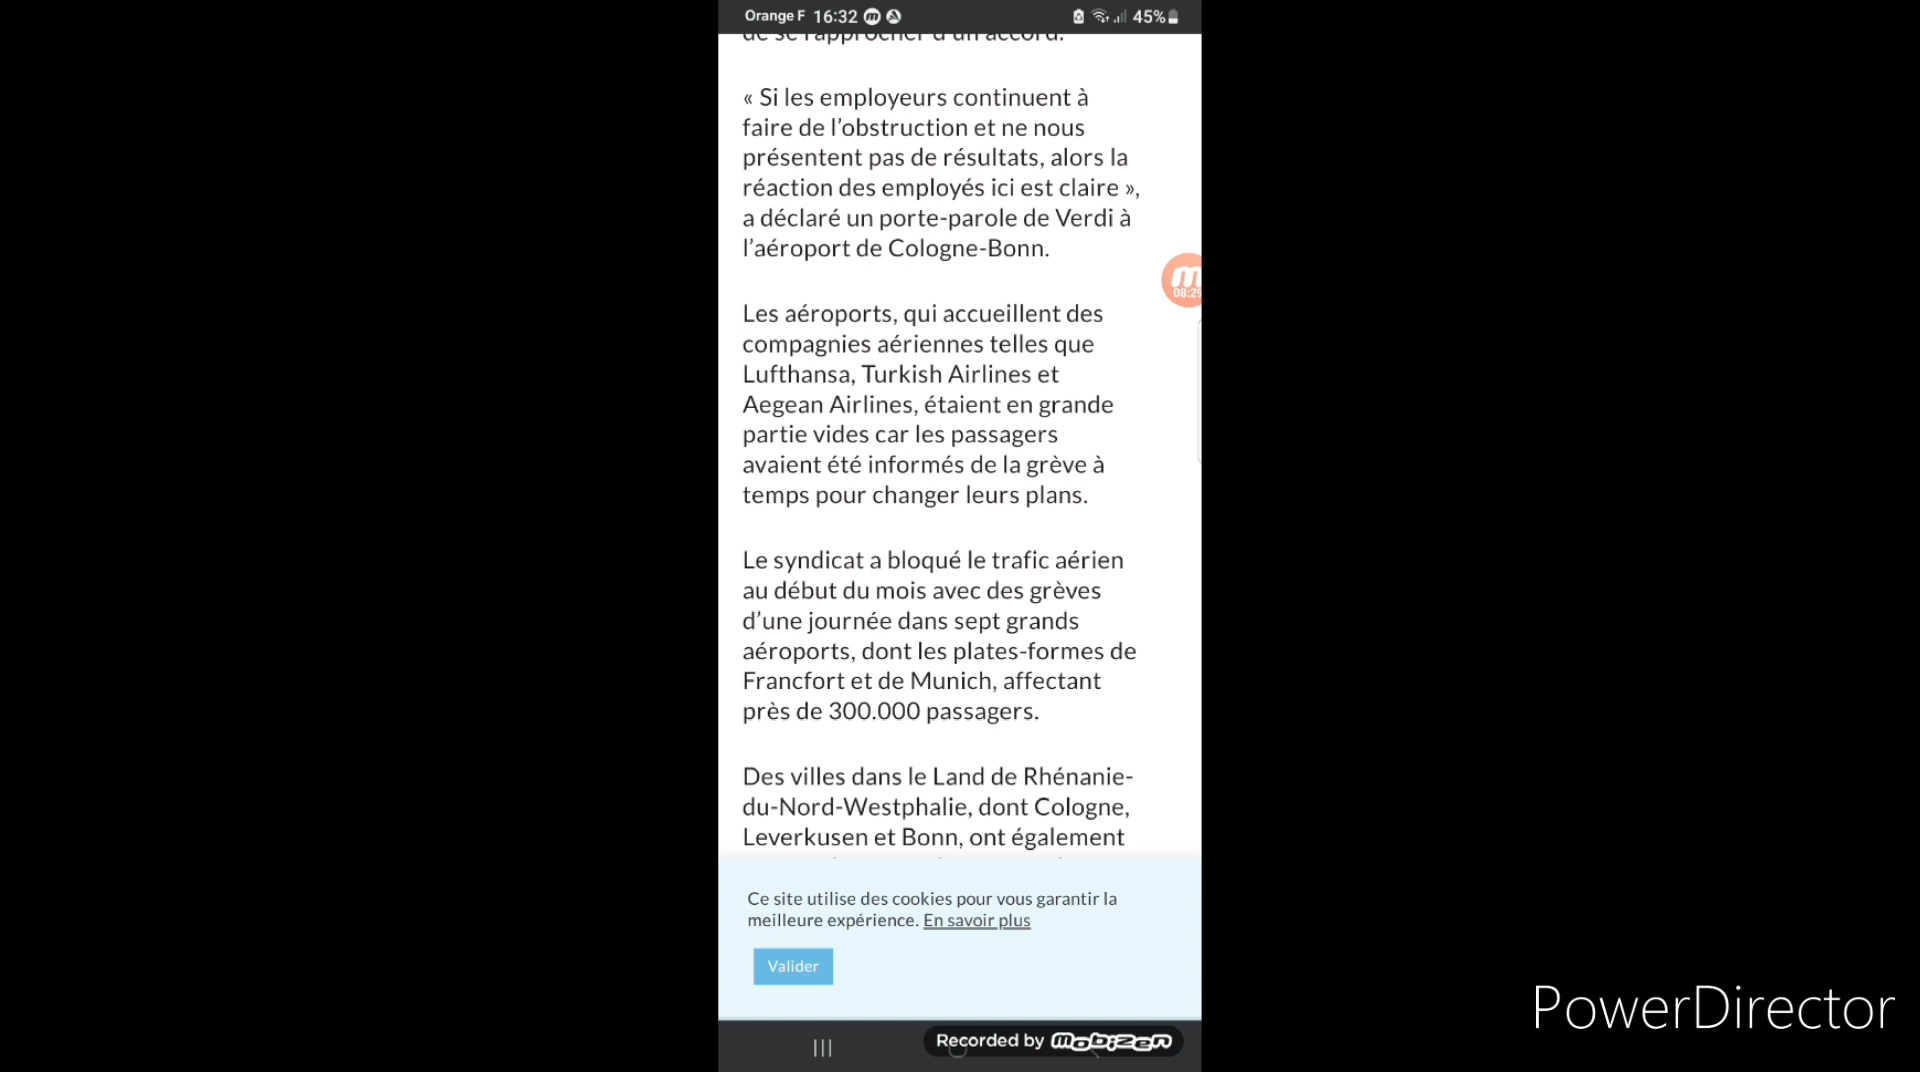 Orange F 16:32
45%
de se rapprocher d'un accord.
« Si les employeurs continuent à
faire de l'obstruction et ne nous
présentent pas de résultats, alors la
réaction des employés ici est claire »,
a déclaré un porte-parole de Verdi à
l'aéroport de Cologne-Bonn.
08:29
Les aéroports, qui accueillent des
compagnies aériennes telles que
Lufthansa, Turkish Airlines et
Aegean Airlines, étaient en grande
partie vides car les passagers
avaient été informés de la grève à
temps pour changer leurs plans.
Le syndicat a bloqué le trafic aérien
au début du mois avec des grèves
d'une journée dans sept grands
aéroports, dont les plates-formes de
Francfort et de Munich, affectant
près de 300.000 passagers.
Des villes dans le Land de Rhénanie-
du-Nord-Westphalie, dont Cologne,
Leverkusen et Bonn, ont également
Ce site utilise des cookies pour vous garantir la
meilleure expérience. En savoir plus
Valider
Recorded by mobizen
PowerDirector